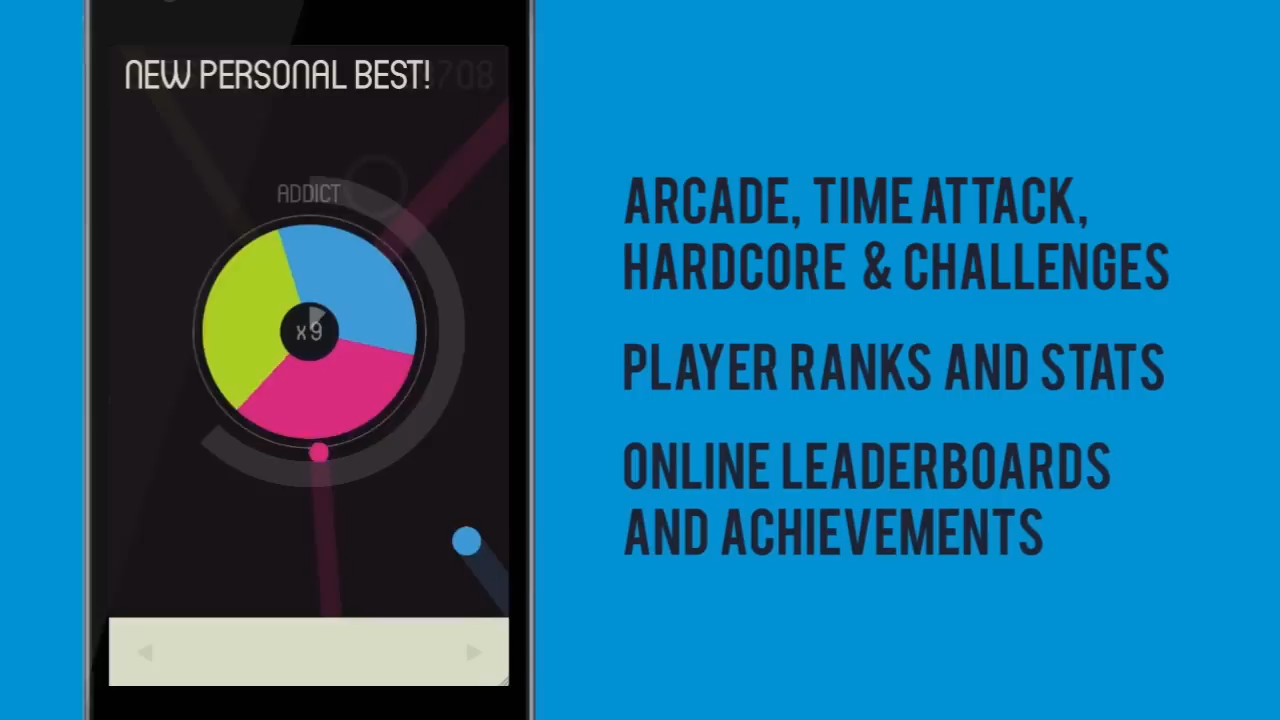 NEW PERSONAL BEST!
ADDICT
x9
ARCADE, TIME ATTACK,
HARDCORE & CHALLENGES
PLAYER RANKS AND STATS
ONLINE LEADERBOARDS
AND ACHIEVEMENTS